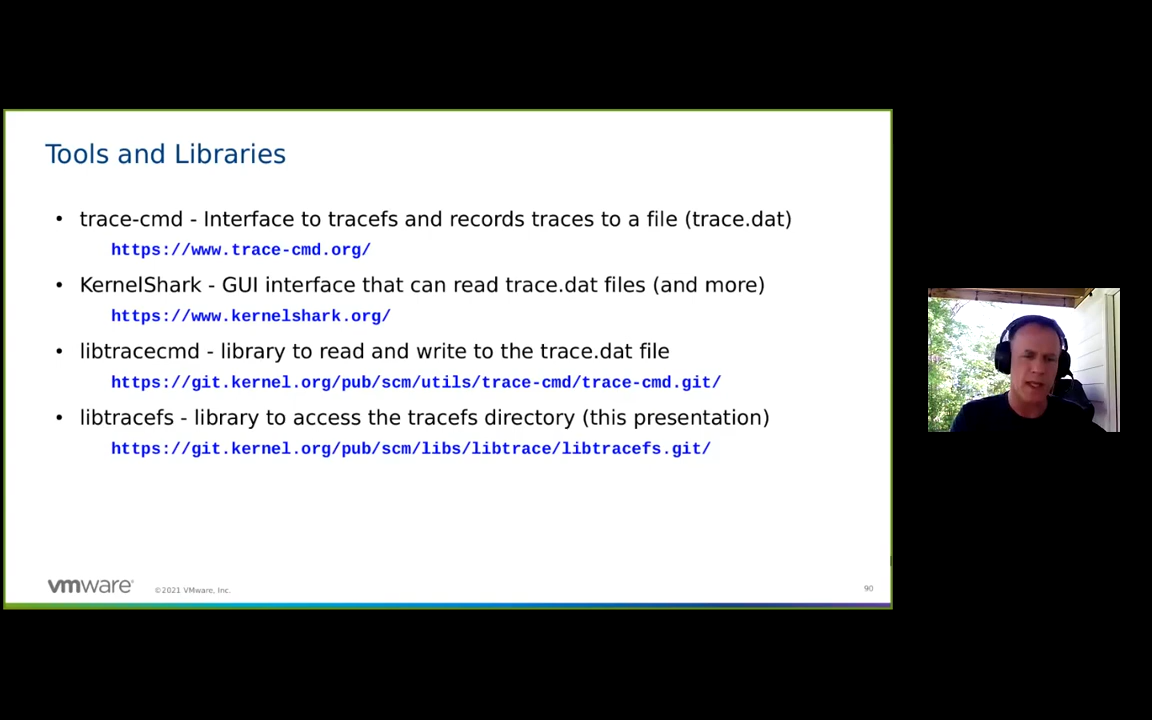 Tools and Libraries
• trace-cmd - Interface to tracefs and records traces to a file (trace.dat)
https://www.trace-cmd.org/
• KernelShark - GUI interface that can read trace.dat files (and more)
https://www.kernelshark.org/
• libtracecmd - library to read and write to the trace.dat file
https://git.kernel.org/pub/scm/utils/trace-cmd/trace-cmd.git/
• libtracefs - library to access the tracefs directory (this presentation)
https://git.kernel.org/pub/scm/libs/libtrace/libtracefs.git/
vmware® ©2021 VMware, Inc. 90